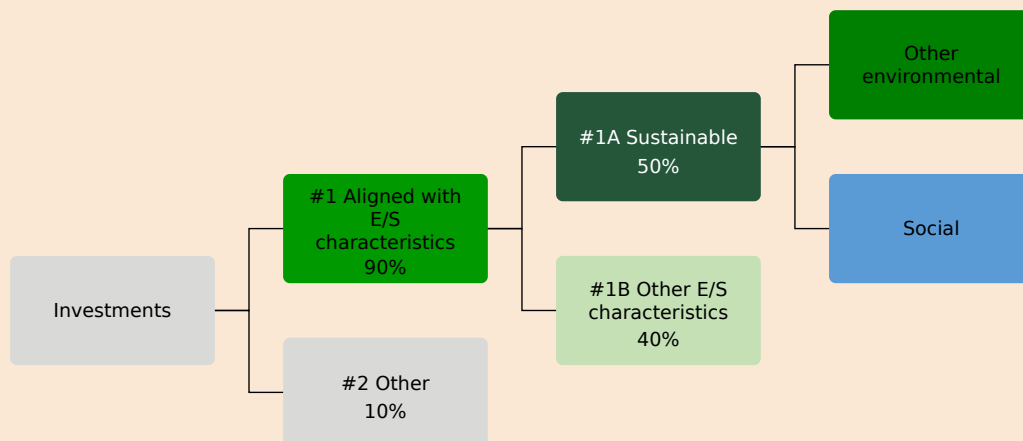 Investments
#1 Aligned with
E/S
characteristics
90%
#2 Other
10%
#1A Sustainable
50%
#1B Other E/S
characteristics
40%
Other
environmental
Social